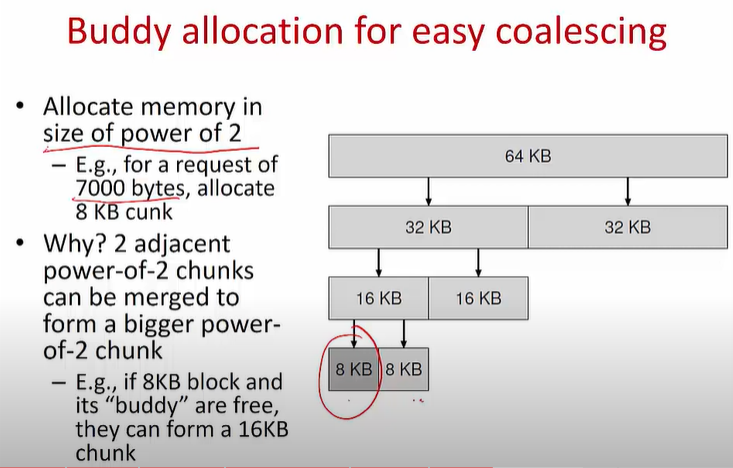 Buddy allocation for easy coalescing
• Allocate memory in
size of power of 2
– E.g., for a request of
7000 bytes, allocate
8 KB cunk
• Why? 2 adjacent
power-of-2 chunks
can be merged to
form a bigger power-
of-2 chunk
– E.g., if 8KB block and
its “buddy” are free,
they can form a 16KB
chunk
64 KB
32 KB 32 KB
16 KB 16 KB
8 KB 8 KB